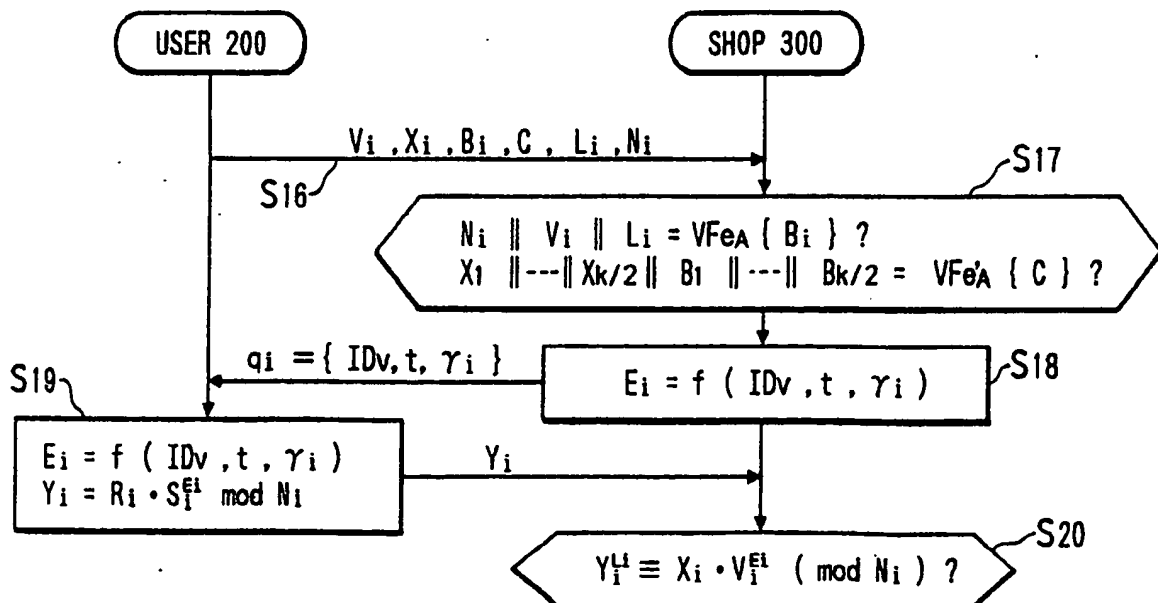 USER 200
SHOP 300
Vi ,Xi ,Bi ,C , Li ,Ni
S16
S17
Ni ‖ Vi ‖ Li = VFeA { Bi } ?
X1 ‖---‖ Xk/2 ‖ B1 ‖---‖ Bk/2 = VFe'A { C } ?
qi = { IDv, t, γi }
S18
Ei = f ( IDv , t , γi )
S19
Ei = f ( IDv , t , γi )
Yi = Ri · Si^Ei mod Ni
Yi
S20
Yi^Li ≡ Xi · Vi^Ei ( mod Ni ) ?